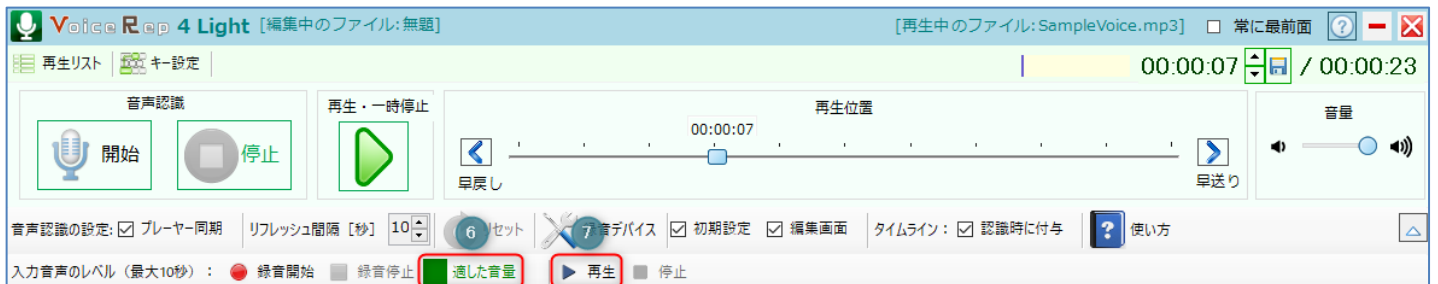 Voice Rep 4 Light [編集中のファイル:無題] [再生中のファイル:SampleVoice.mp3] 常に最前面 ?
再生リスト キー設定 00:00:07 / 00:00:23
音声認識 再生・一時停止 再生位置 音量
00:00:07
開始 停止
早戻し 早送り
音声認識の設定: プレーヤー同期 リフレッシュ間隔 [秒] 10 6 セット 7 音デバイス 初期設定 編集画面 タイムライン: 認識時に付与 ? 使い方
入力音声のレベル (最大10秒) : 録音開始 録音停止 適した音量 再生 停止